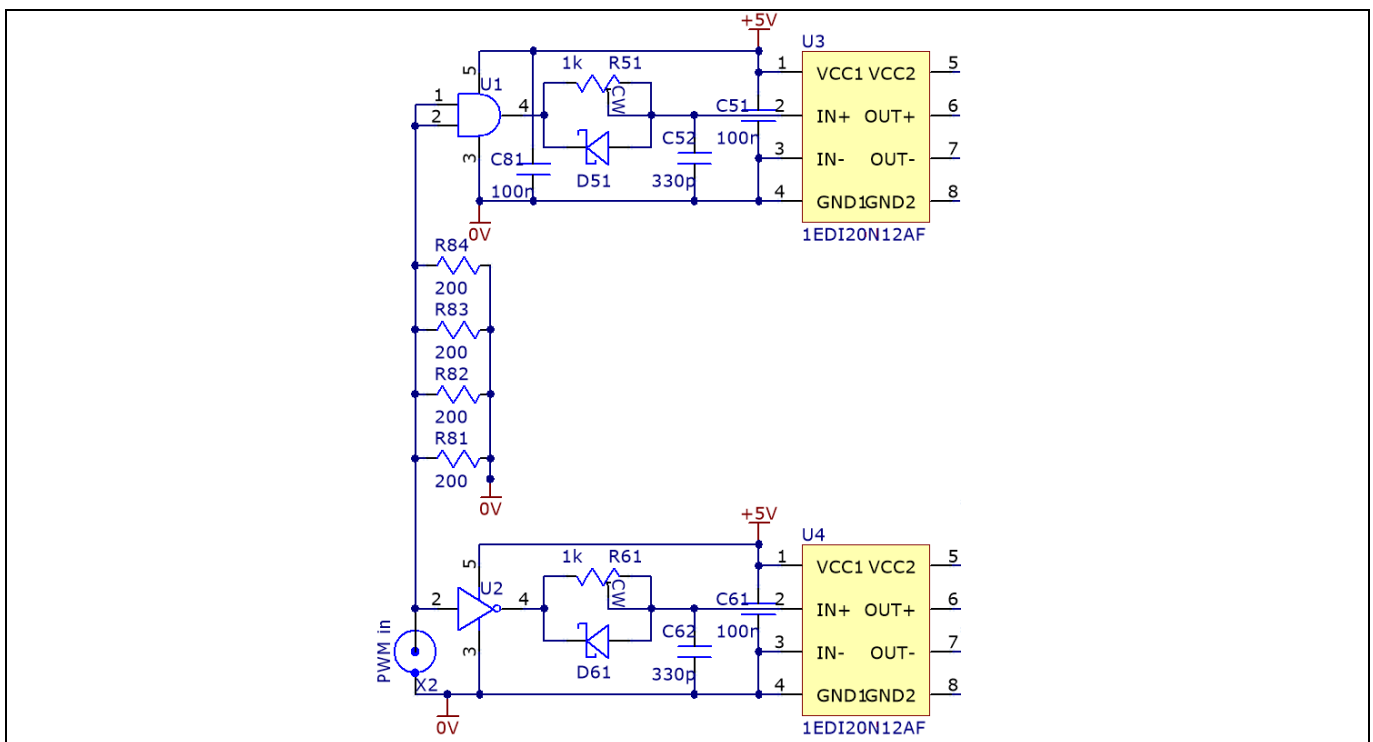 +5V
U3
1k R51
5
U1
1
2
4
CW
3
C81
100n
D51
C52
330p
C51
100n
1 VCC1 VCC2 5
2 IN+ OUT+ 6
3 IN- OUT- 7
4 GND1GND2 8
1EDI20N12AF
0V
R84
200
R83
200
R82
200
R81
200
0V
+5V
U4
1k R61
5
U2
2
4
CW
3
D61
C62
330p
C61
100n
1 VCC1 VCC2 5
2 IN+ OUT+ 6
3 IN- OUT- 7
4 GND1GND2 8
1EDI20N12AF
PWM in
X2
0V